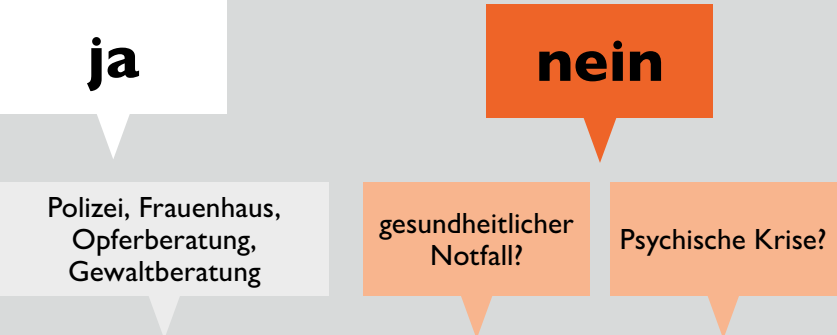 ja
nein
Polizei, Frauenhaus,
Opferberatung,
Gewaltberatung
gesundheitlicher
Notfall?
Psychische Krise?